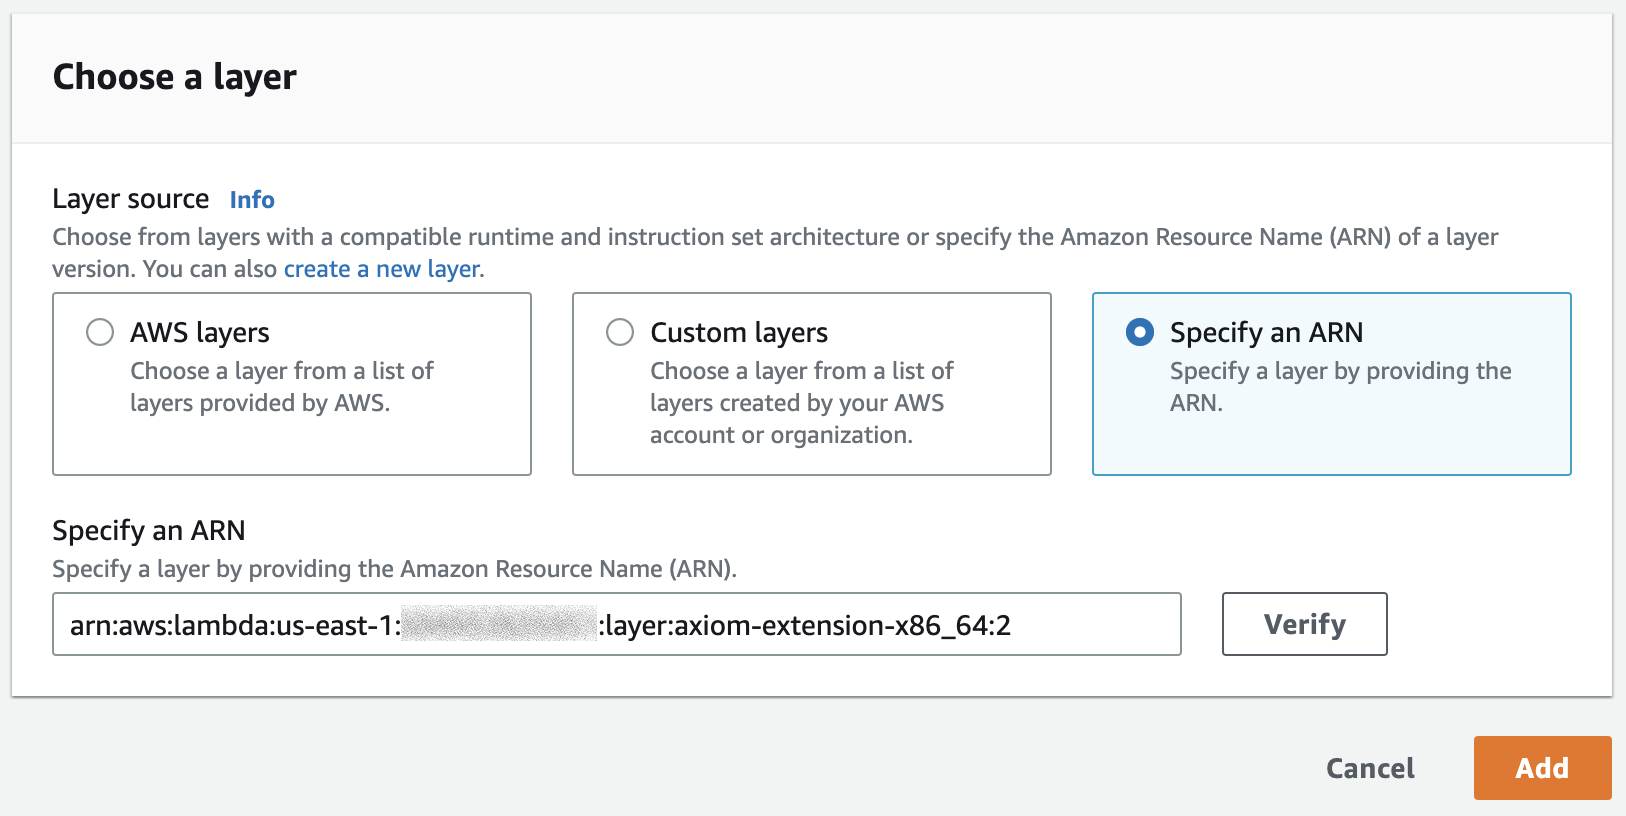 Choose a layer
Layer source Info
Choose from layers with a compatible runtime and instruction set architecture or specify the Amazon Resource Name (ARN) of a layer
version. You can also create a new layer.
AWS layers
Choose a layer from a list of
layers provided by AWS.
Custom layers
Choose a layer from a list of
layers created by your AWS
account or organization.
Specify an ARN
Specify a layer by providing the
ARN.
Specify an ARN
Specify a layer by providing the Amazon Resource Name (ARN).
arn:aws:lambda:us-east-1: :layer:axiom-extension-x86_64:2
Verify
Cancel
Add